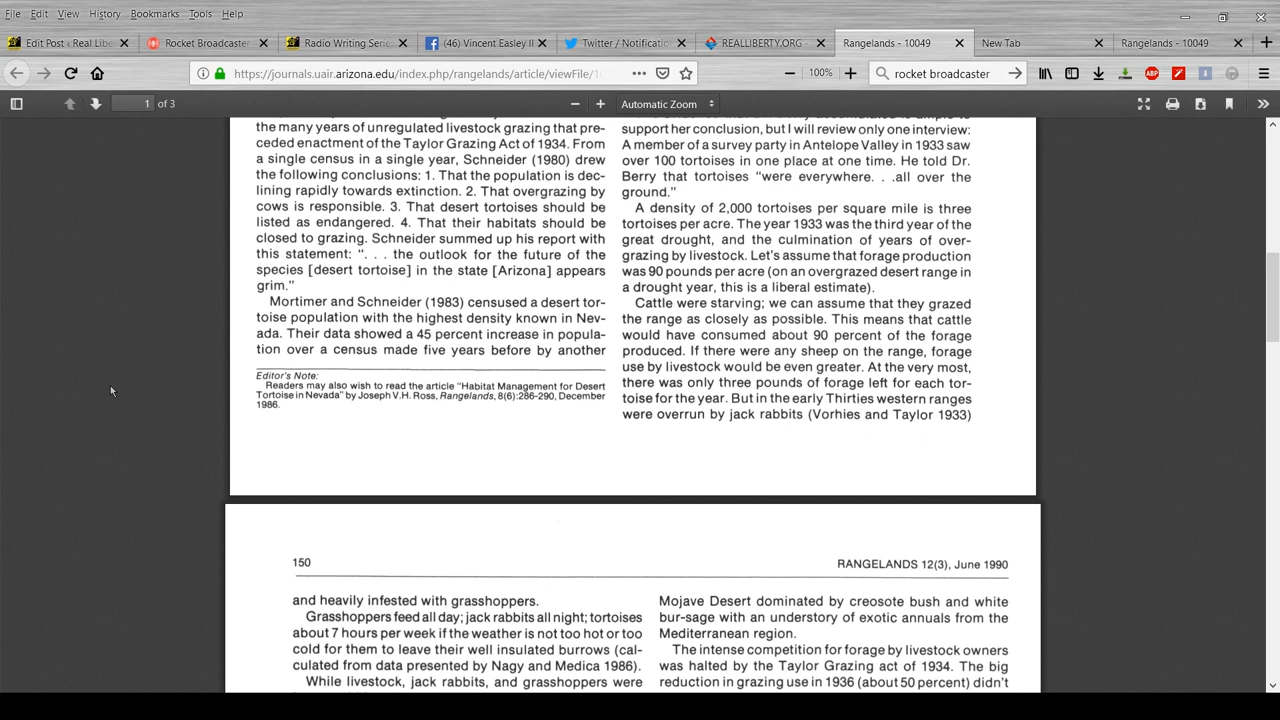 File Edit View History Bookmarks Tools Help
Edit Post ‹ Real Libe
Rocket Broadcaster
Radio Writing Serie
(46) Vincent Easley II
Twitter / Notificatio
REALLIBERTY.ORG -
Rangelands - 10049
New Tab
Rangelands - 10049
https://journals.uair.arizona.edu/index.php/rangelands/article/viewFile/1
100%
rocket broadcaster
ABP
1 of 3
Automatic Zoom
the many years of unregulated livestock grazing that pre-
ceded enactment of the Taylor Grazing Act of 1934. From
a single census in a single year, Schneider (1980) drew
the following conclusions: 1. That the population is dec-
lining rapidly towards extinction. 2. That overgrazing by
cows is responsible. 3. That desert tortoises should be
listed as endangered. 4. That their habitats should be
closed to grazing. Schneider summed up his report with
this statement: “. . . the outlook for the future of the
species [desert tortoise] in the state [Arizona] appears
grim.”
Mortimer and Schneider (1983) censused a desert tor-
toise population with the highest density known in Nev-
ada. Their data showed a 45 percent increase in popula-
tion over a census made five years before by another
Editor's Note:
Readers may also wish to read the article “Habitat Management for Desert
Tortoise in Nevada” by Joseph V.H. Ross, Rangelands, 8(6):286-290, December
1986.
support her conclusion, but I will review only one interview:
A member of a survey party in Antelope Valley in 1933 saw
over 100 tortoises in one place at one time. He told Dr.
Berry that tortoises “were everywhere. . .all over the
ground.”
A density of 2,000 tortoises per square mile is three
tortoises per acre. The year 1933 was the third year of the
great drought, and the culmination of years of over-
grazing by livestock. Let's assume that forage production
was 90 pounds per acre (on an overgrazed desert range in
a drought year, this is a liberal estimate).
Cattle were starving; we can assume that they grazed
the range as closely as possible. This means that cattle
would have consumed about 90 percent of the forage
produced. If there were any sheep on the range, forage
use by livestock would be even greater. At the very most,
there was only three pounds of forage left for each tor-
toise for the year. But in the early Thirties western ranges
were overrun by jack rabbits (Vorhies and Taylor 1933)
150
RANGELANDS 12(3), June 1990
and heavily infested with grasshoppers.
Grasshoppers feed all day; jack rabbits all night; tortoises
about 7 hours per week if the weather is not too hot or too
cold for them to leave their well insulated burrows (cal-
culated from data presented by Nagy and Medica 1986).
While livestock, jack rabbits, and grasshoppers were
Mojave Desert dominated by creosote bush and white
bur-sage with an understory of exotic annuals from the
Mediterranean region.
The intense competition for forage by livestock owners
was halted by the Taylor Grazing act of 1934. The big
reduction in grazing use in 1936 (about 50 percent) didn't